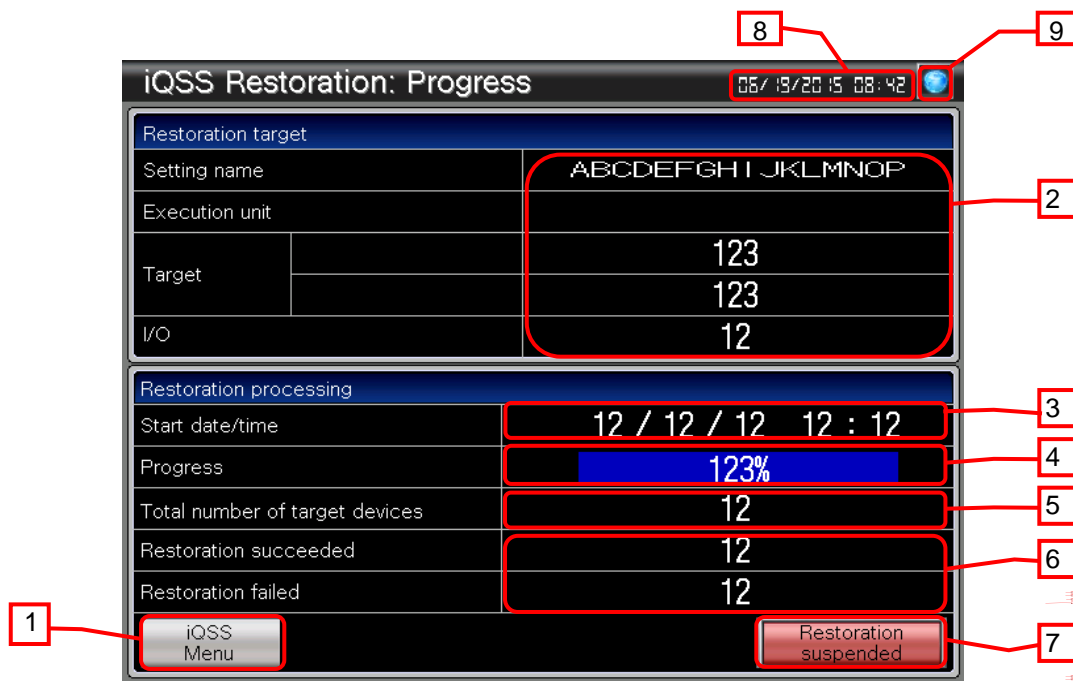 8
9
iQSS Restoration: Progress 06/19/2015 08:42
Restoration target
Setting name ABCDEFGHIJKLMNOP
2
Execution unit
Target 123
123
I/O 12
Restoration processing
3
Start date/time 12 / 12 / 12 12 : 12
Progress 123%
4
Total number of target devices 12
5
Restoration succeeded 12
6
Restoration failed 12
1
iQSS
Menu
Restoration
suspended
7